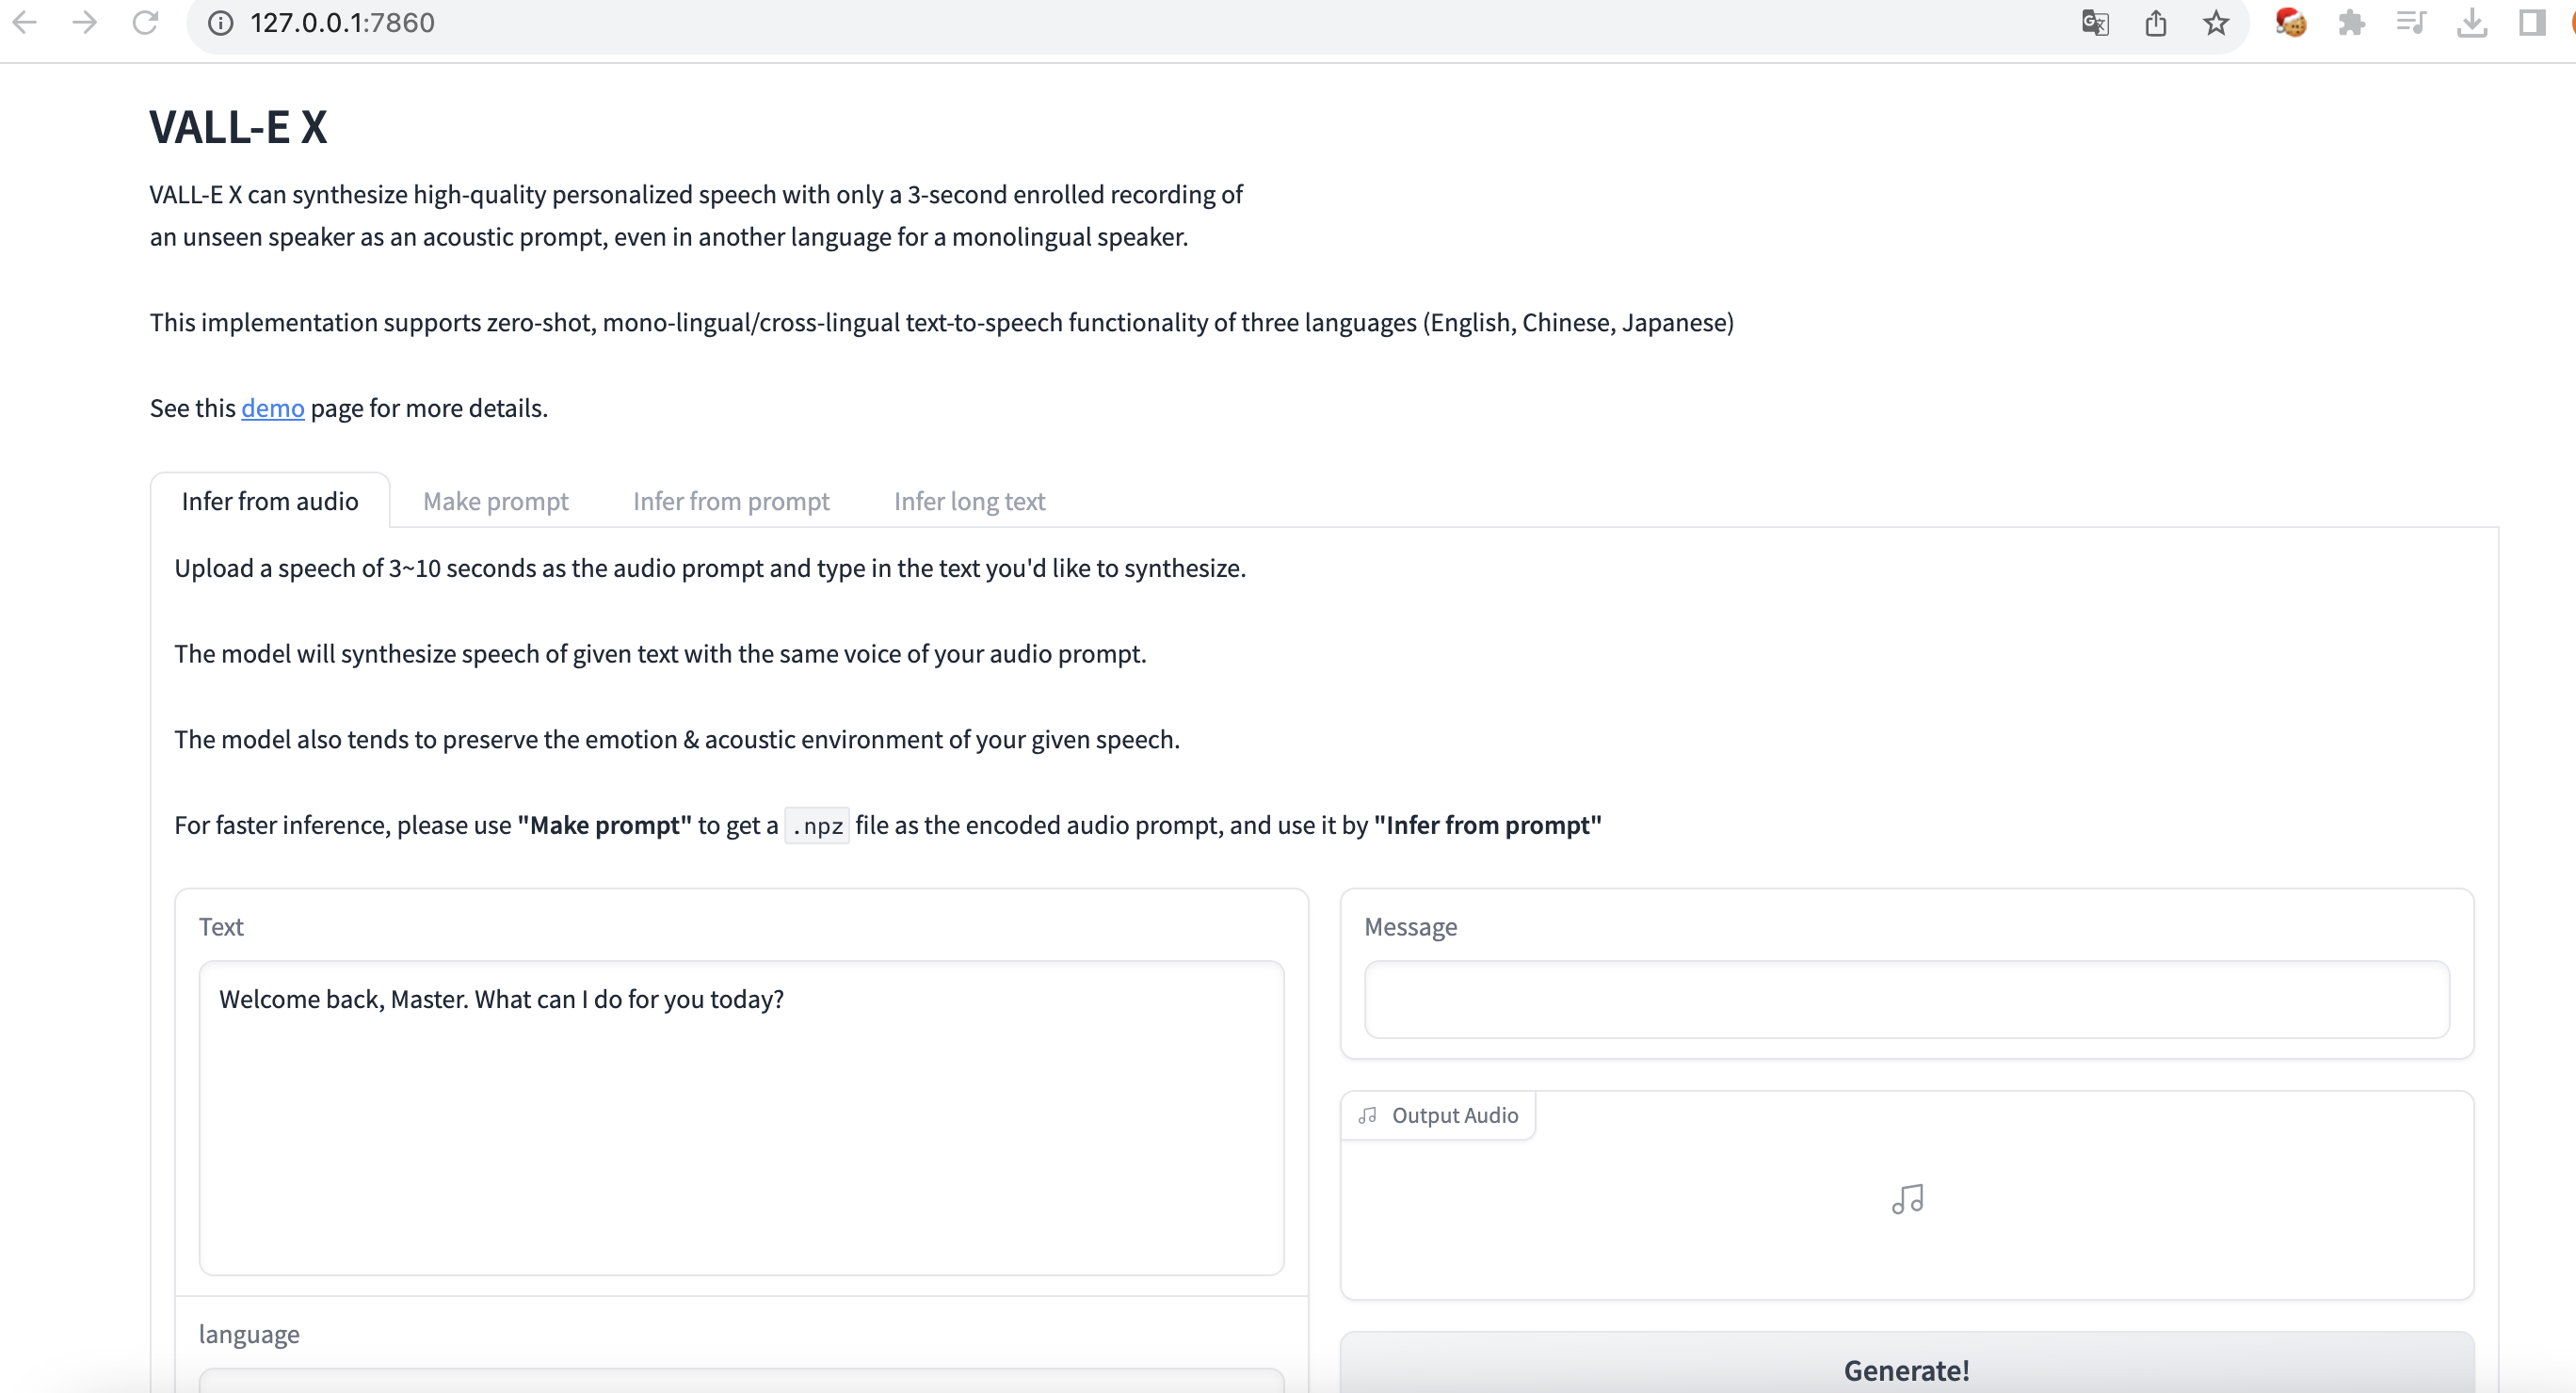 127.0.0.1:7860
VALL-E X
VALL-E X can synthesize high-quality personalized speech with only a 3-second enrolled recording of
an unseen speaker as an acoustic prompt, even in another language for a monolingual speaker.
This implementation supports zero-shot, mono-lingual/cross-lingual text-to-speech functionality of three languages (English, Chinese, Japanese)
See this demo page for more details.
Infer from audio Make prompt Infer from prompt Infer long text
Upload a speech of 3~10 seconds as the audio prompt and type in the text you'd like to synthesize.
The model will synthesize speech of given text with the same voice of your audio prompt.
The model also tends to preserve the emotion & acoustic environment of your given speech.
For faster inference, please use "Make prompt" to get a .npz file as the encoded audio prompt, and use it by "Infer from prompt"
Text
Welcome back, Master. What can I do for you today?
language
Message
Output Audio
Generate!